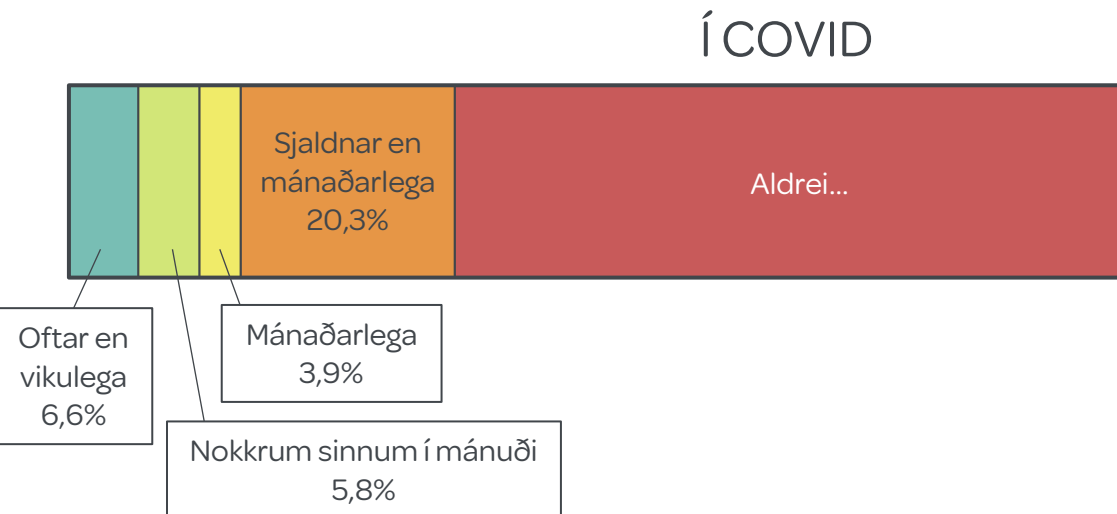 Í COVID
Sjaldnar en
mánaðarlega
20,3%
Aldrei...
Oftar en
vikulega
6,6%
Mánaðarlega
3,9%
Nokkrum sinnum í mánuði
5,8%